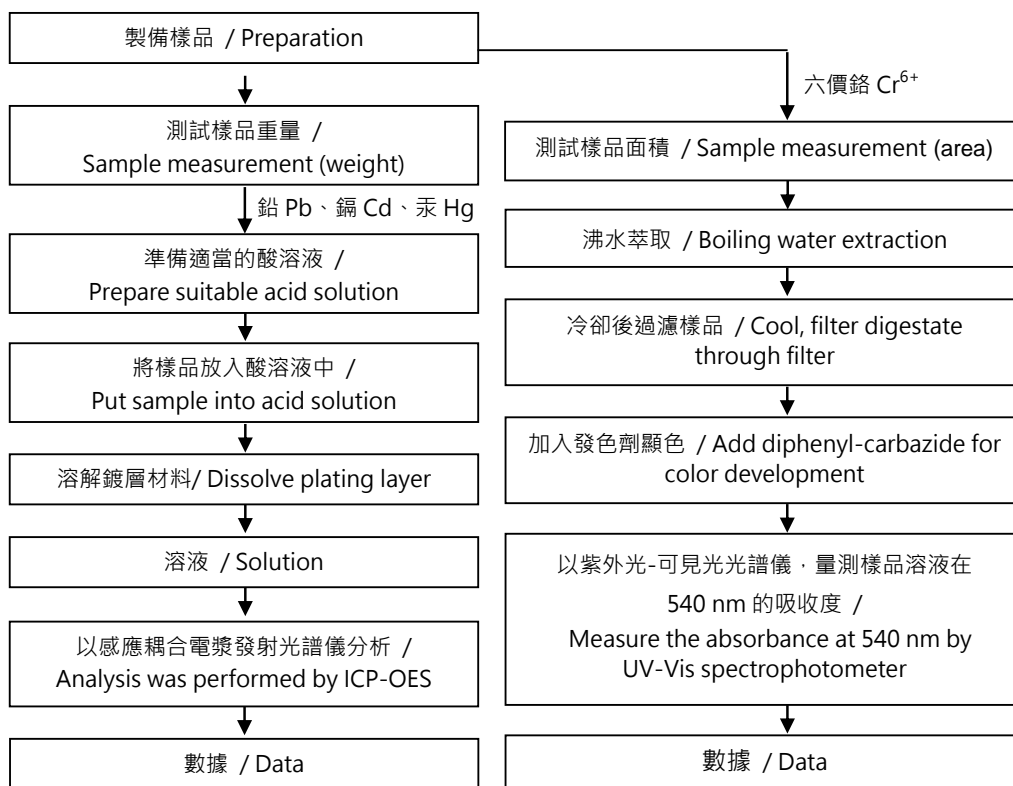 製備樣品 / Preparation
測試樣品重量 /
Sample measurement (weight)
鉛 Pb、鎘 Cd、汞 Hg
準備適當的酸溶液 /
Prepare suitable acid solution
將樣品放入酸溶液中 /
Put sample into acid solution
溶解鍍層材料/ Dissolve plating layer
溶液 / Solution
以感應耦合電漿發射光譜儀分析 /
Analysis was performed by ICP-OES
數據 / Data
六價鉻 Cr⁶⁺
測試樣品面積 / Sample measurement (area)
沸水萃取 / Boiling water extraction
冷卻後過濾樣品 / Cool, filter digestate
through filter
加入發色劑顯色 / Add diphenyl-carbazide for
color development
以紫外光-可見光光譜儀，量測樣品溶液在
540 nm 的吸收度 /
Measure the absorbance at 540 nm by
UV-Vis spectrophotometer
數據 / Data